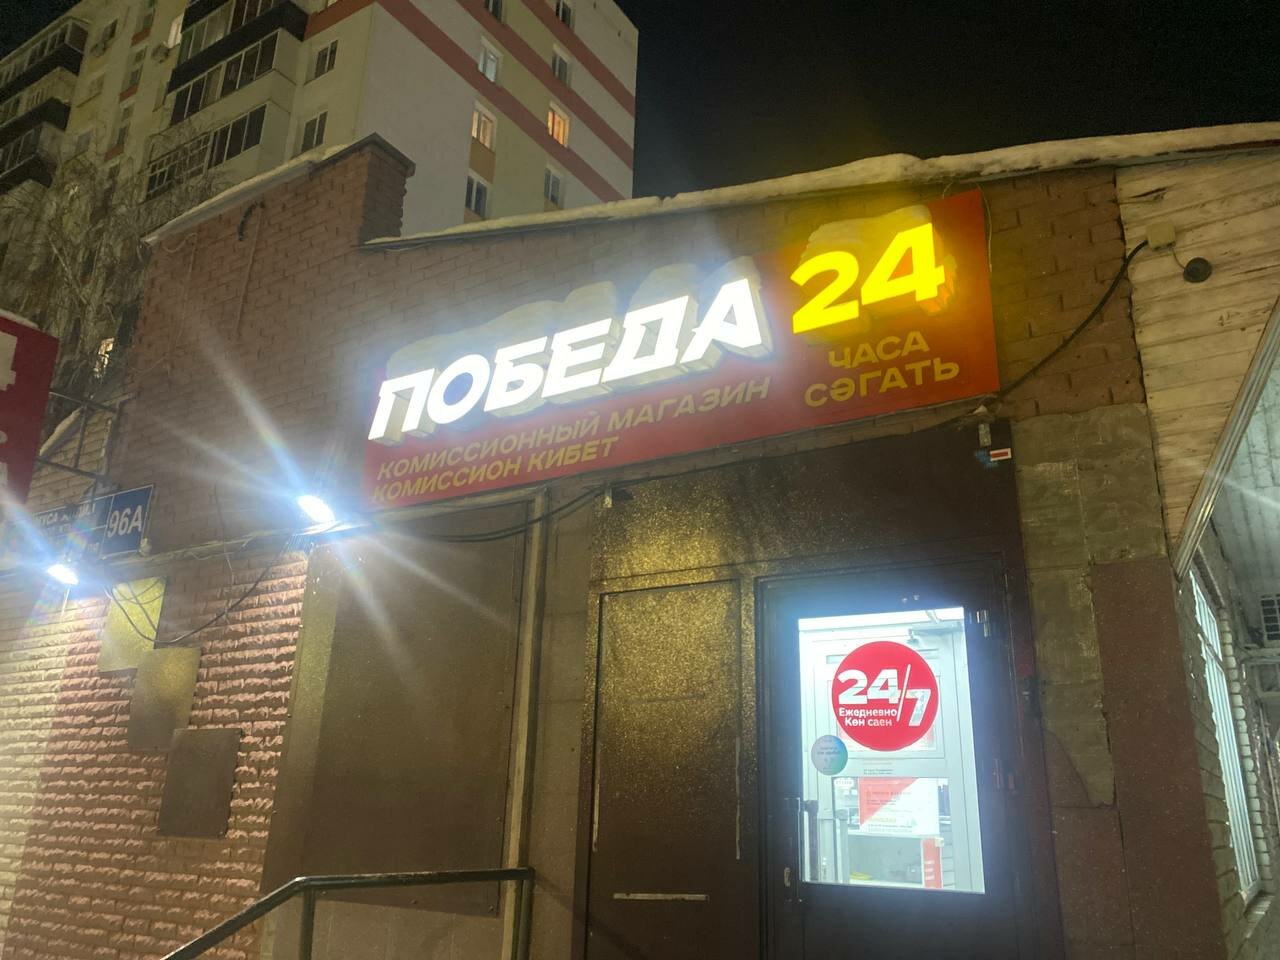 ПОБЕДА 24
КОМИССИОННЫЙ МАГАЗИН
КОМИССИОН КИБЕТ
ЧАСА
СӘГАТЬ
96А
24/7
Ежедневно
Көн саен